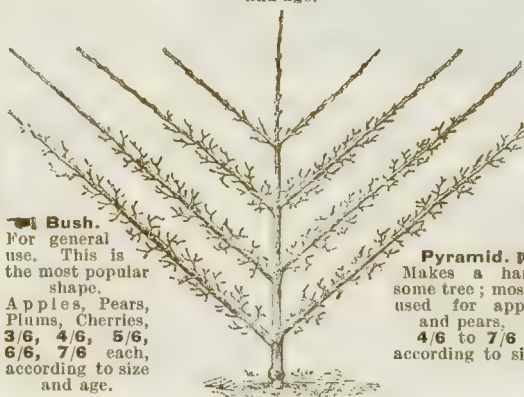 and age.
Bush.
For general
use. This is
the most popular
shape.
Apples, Pears,
Plums, Cherries,
3/6, 4/6, 5/6,
6/6, 7/6 each,
according to size
and age.
Pyramid.
Makes a han
some tree; mos
used for app
and pears,
4/6 to 7/6
according to si